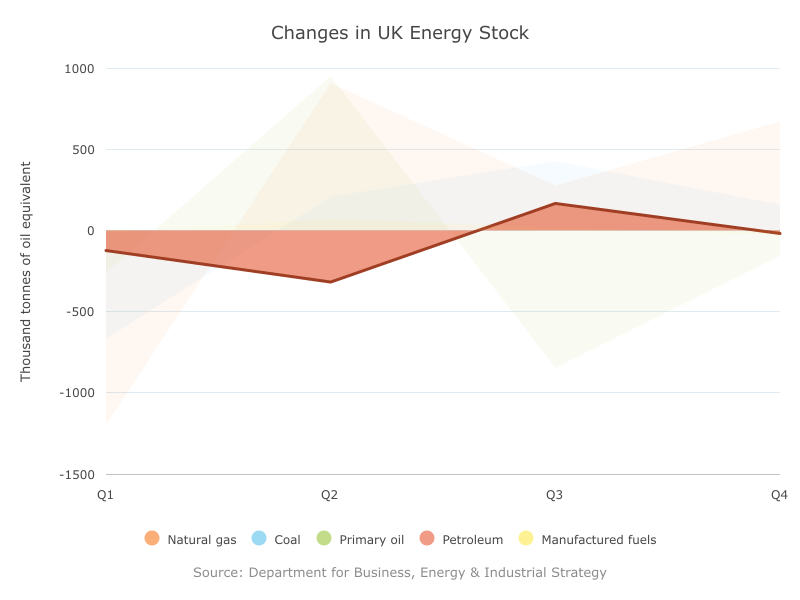 Changes in UK Energy Stock
Thousand tonnes of oil equivalent
1000
500
0
-500
-1000
-1500
Q1 Q2 Q3 Q4
Natural gas Coal Primary oil Petroleum Manufactured fuels
Source: Department for Business, Energy & Industrial Strategy